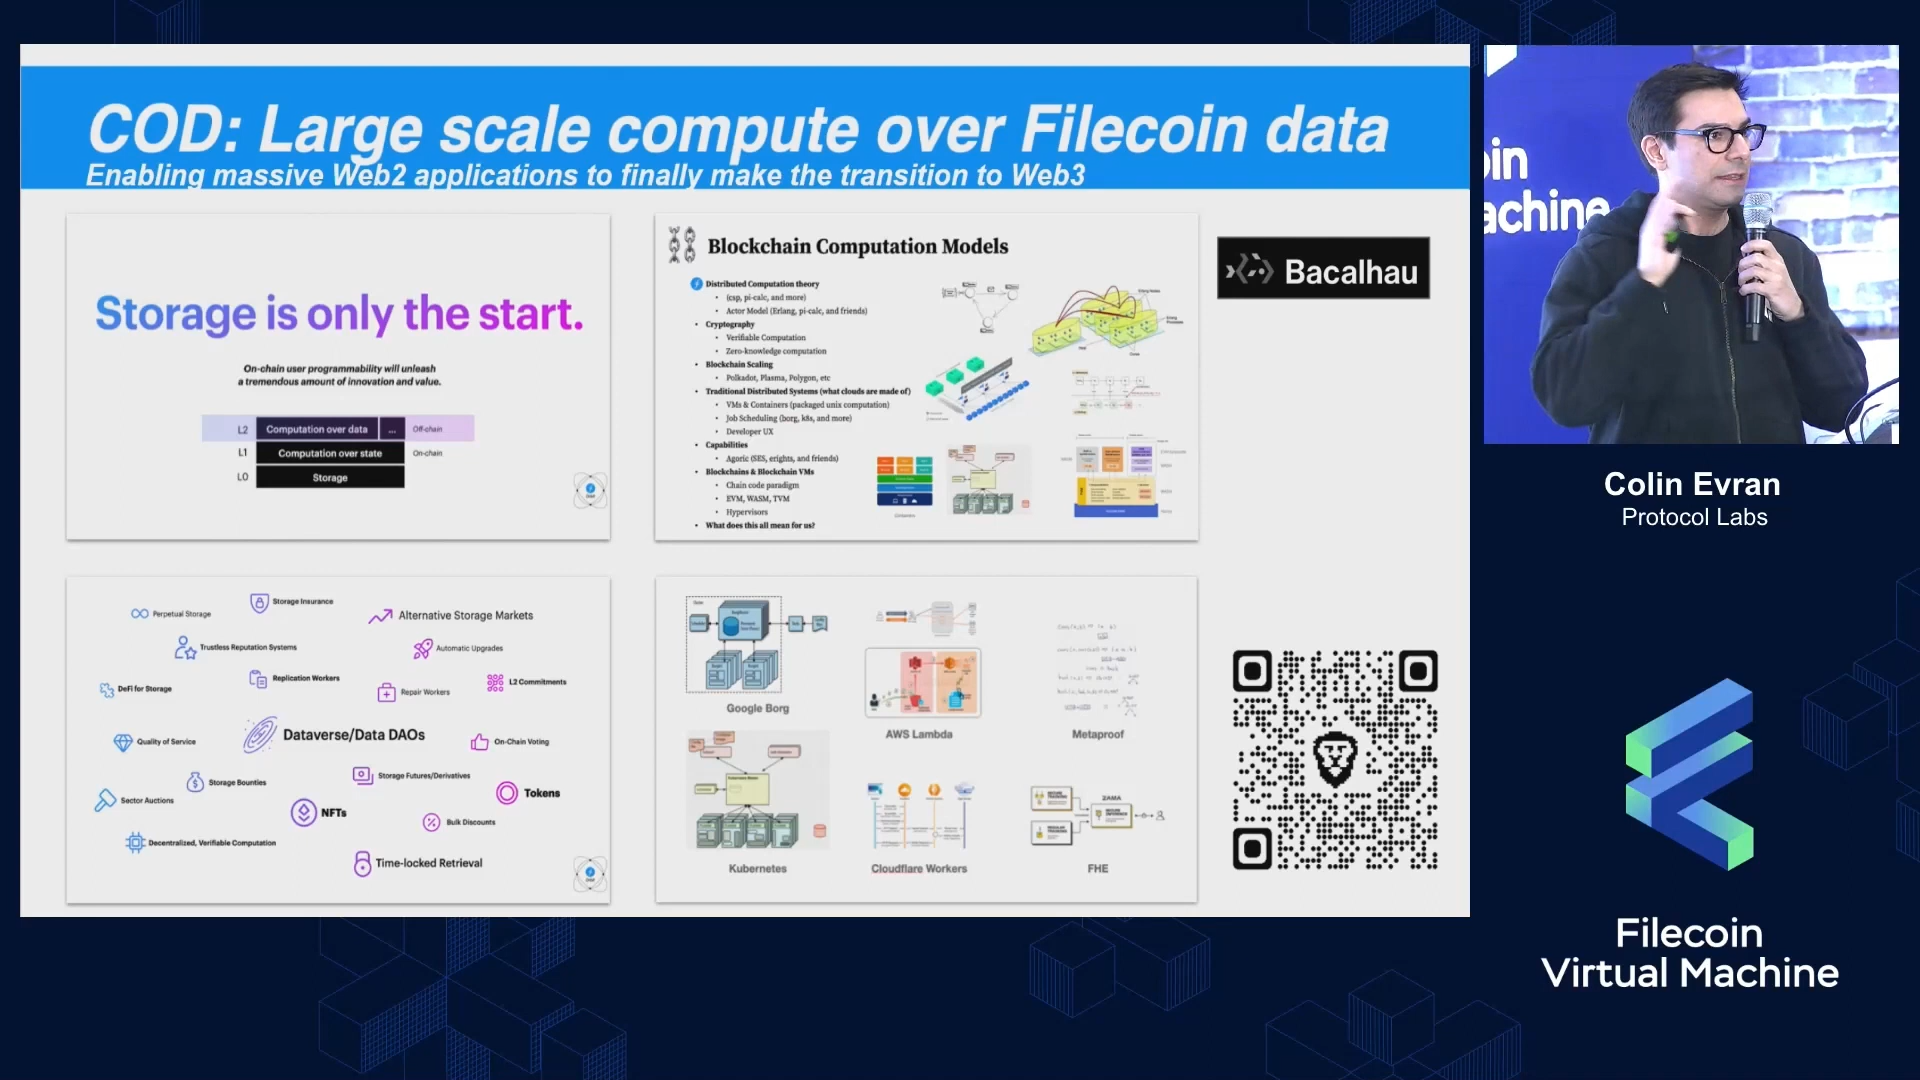 COD: Large scale compute over Filecoin data
Enabling massive Web2 applications to finally make the transition to Web3
Storage is only the start.
On-chain user programmability will unleash
a tremendous amount of innovation and value.
L2 Computation over data ... Off-chain
L1 Computation over state On-chain
L0 Storage
Blockchain Computation Models
Distributed Computation theory
• (csp, pi-calc, and more)
• Actor Model (Erlang, pi-calc, and friends)
• Cryptography
• Verifiable Computation
• Zero-knowledge computation
• Blockchain Scaling
• Polkadot, Plasma, Polygon, etc
• Traditional Distributed Systems (what clouds are made of)
• VMs & Containers (packaged unix computation)
• Job Scheduling (borg, k8s, and more)
• Developer UX
• Capabilities
• Agoric (SES, erights, and friends)
• Blockchains & Blockchain VMs
• Chain code paradigm
• EVM, WASM, TVM
• Hypervisors
• What does this all mean for us?
Bacalhau
Perpetual Storage
Storage Insurance
Alternative Storage Markets
Trustless Reputation Systems
Automatic Upgrades
DeFi for Storage
Replication Workers
Repair Workers
L2 Commitments
Quality of Service
Dataverse/Data DAOs
On-Chain Voting
Storage Bounties
Storage Futures/Derivatives
Sector Auctions
NFTs
Tokens
Bulk Discounts
Decentralized, Verifiable Computation
Time-locked Retrieval
Google Borg
AWS Lambda
Metaproof
Kubernetes
Cloudflare Workers
ZAMA
FHE
oin
achine
Colin Evran
Protocol Labs
Filecoin
Virtual Machine